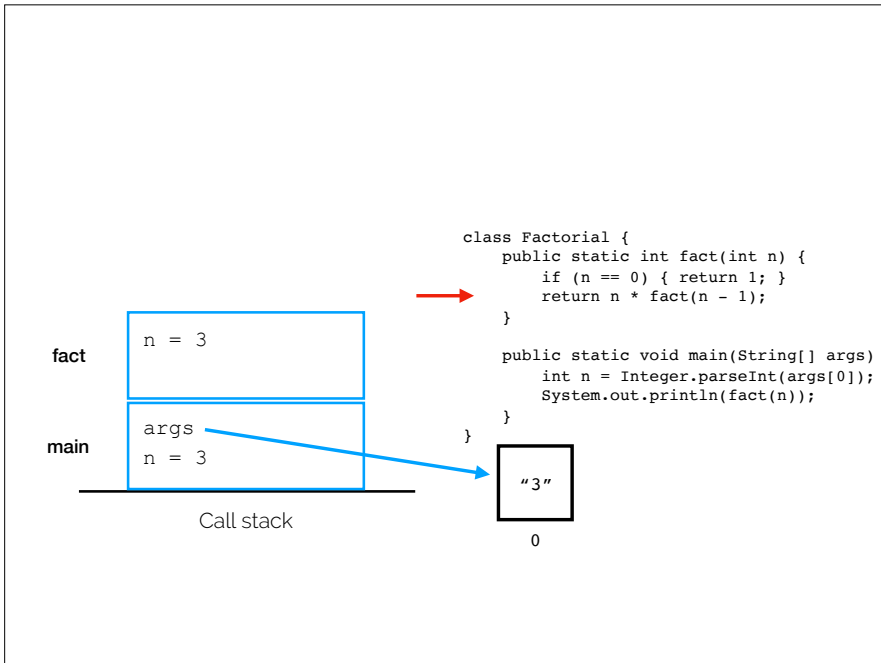 class Factorial {
    public static int fact(int n) {
        if (n == 0) { return 1; }
        return n * fact(n - 1);
    }
    public static void main(String[] args)
        int n = Integer.parseInt(args[0]);
        System.out.println(fact(n));
    }
}
fact
n = 3
main
args
n = 3
Call stack
“3”
0